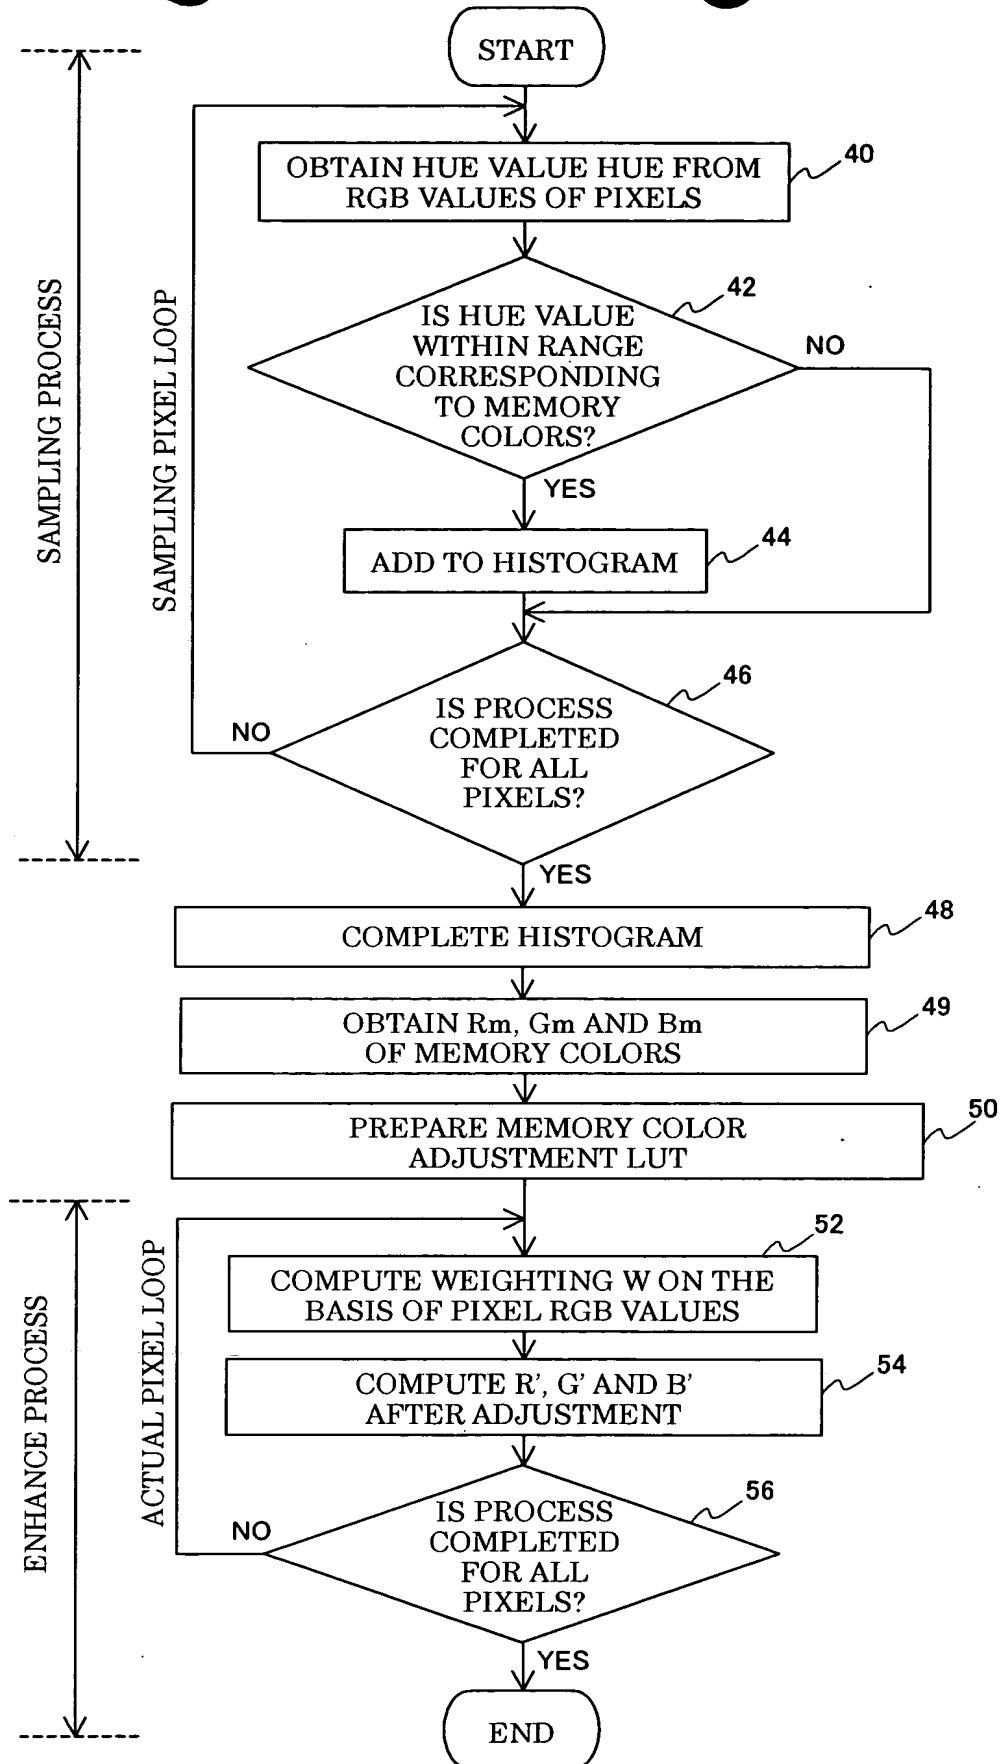 START
OBTAIN HUE VALUE HUE FROM
RGB VALUES OF PIXELS
40
IS HUE VALUE
WITHIN RANGE
CORRESPONDING
TO MEMORY
COLORS?
42
NO
YES
ADD TO HISTOGRAM
44
SAMPLING PROCESS
SAMPLING PIXEL LOOP
IS PROCESS
COMPLETED
FOR ALL
PIXELS?
46
NO
YES
COMPLETE HISTOGRAM
48
OBTAIN Rm, Gm AND Bm
OF MEMORY COLORS
49
PREPARE MEMORY COLOR
ADJUSTMENT LUT
50
COMPUTE WEIGHTING W ON THE
BASIS OF PIXEL RGB VALUES
52
COMPUTE R', G' AND B'
AFTER ADJUSTMENT
54
ENHANCE PROCESS
ACTUAL PIXEL LOOP
IS PROCESS
COMPLETED
FOR ALL
PIXELS?
56
NO
YES
END